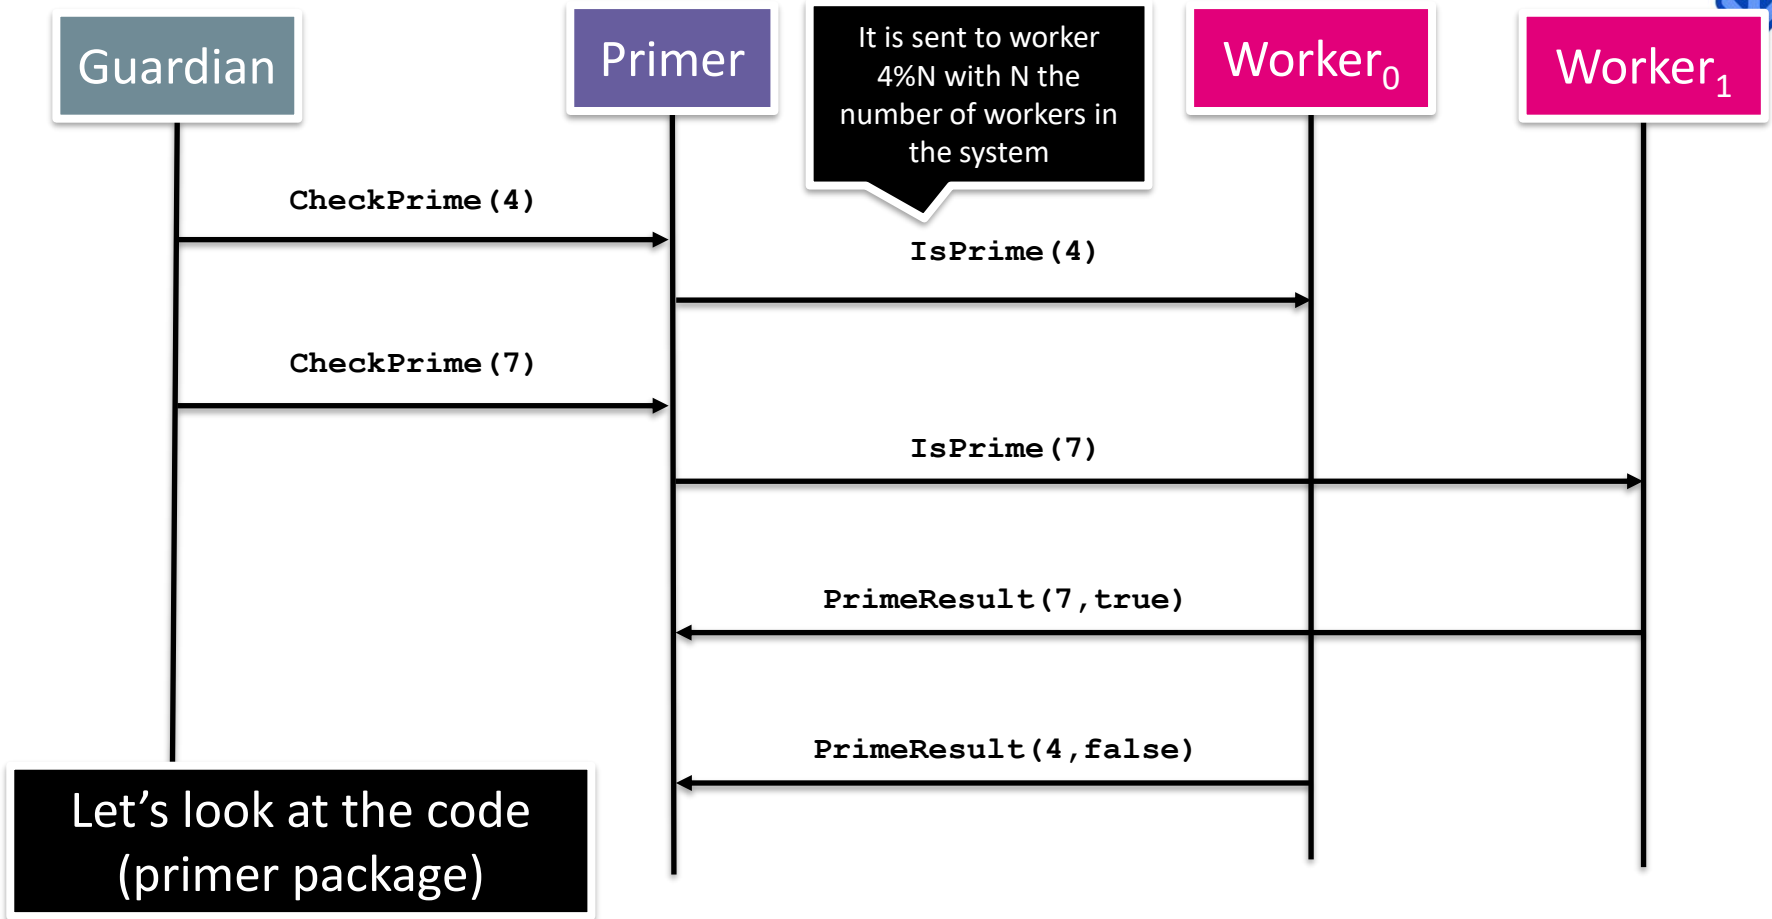 Guardian
Primer
It is sent to worker
4%N with N the
number of workers in
the system
Worker₀
Worker₁
CheckPrime(4)
IsPrime(4)
CheckPrime(7)
IsPrime(7)
PrimeResult(7,true)
PrimeResult(4,false)
Let’s look at the code
(primer package)